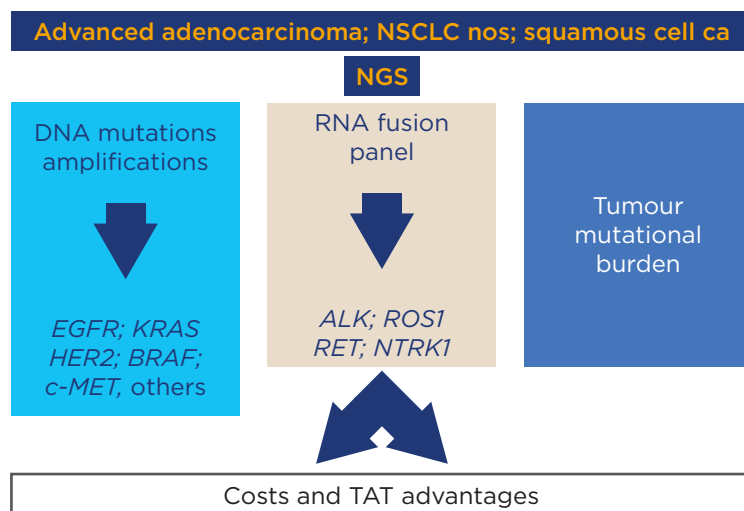 Advanced adenocarcinoma; NSCLC nos; squamous cell ca
NGS
DNA mutations
amplifications
EGFR; KRAS
HER2; BRAF;
c-MET, others
RNA fusion
panel
ALK; ROS1
RET; NTRK1
Tumour
mutational
burden
Costs and TAT advantages